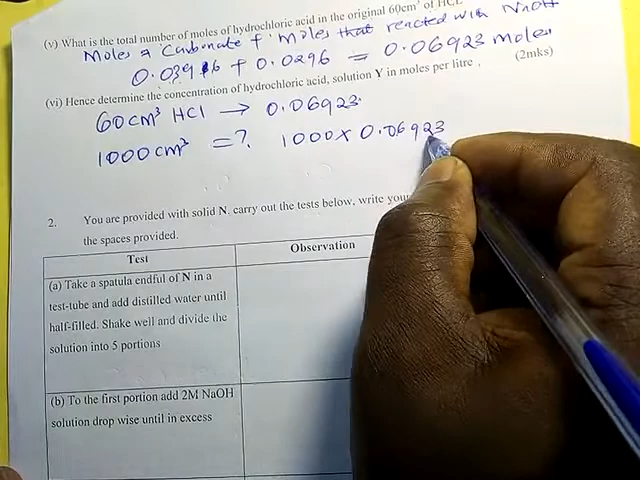 (v) What is the total number of moles of hydrochloric acid in the original 60cm³ of HCL
Moles of Carbonate + Moles that reacted with NaOH
+ 0.0296 = 0.06923 moles
(2mks)
(vi) Hence determine the concentration of hydrochloric acid, solution Y in moles per litre .
60cm³ HCl → 0.06923.
1000cm³ =?. 1000 x 0.06923
2. You are provided with solid N. carry out the tests below, write your
the spaces provided.
Test Observation
(a) Take a spatula endful of N in a
test-tube and add distilled water until
half-filled. Shake well and divide the
solution into 5 portions
(b) To the first portion add 2M NaOH
solution drop wise until in excess